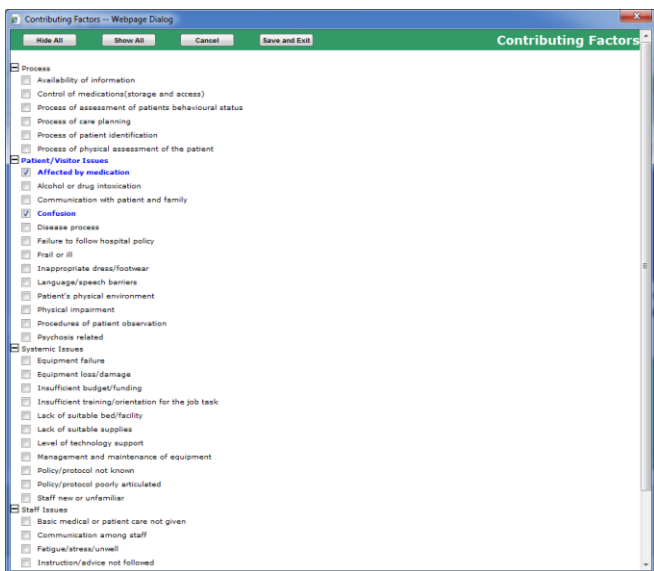 Contributing Factors -- Webpage Dialog
Hide All Show All Cancel Save and Exit Contributing Factors
Process
Availability of information
Control of medications(storage and access)
Process of assessment of patients behavioural status
Process of care planning
Process of patient identification
Process of physical assessment of the patient
Patient/Visitor Issues
Affected by medication
Alcohol or drug intoxication
Communication with patient and family
Confusion
Disease process
Failure to follow hospital policy
Frail or ill
Inappropriate dress/footwear
Language/speech barriers
Patient's physical environment
Physical impairment
Procedures of patient observation
Psychosis related
Systemic Issues
Equipment failure
Equipment loss/damage
Insufficient budget/funding
Insufficient training/orientation for the job task
Lack of suitable bed/facility
Lack of suitable supplies
Level of technology support
Management and maintenance of equipment
Policy/protocol not known
Policy/protocol poorly articulated
Staff new or unfamiliar
Staff Issues
Basic medical or patient care not given
Communication among staff
Fatigue/stress/unwell
Instruction/advice not followed